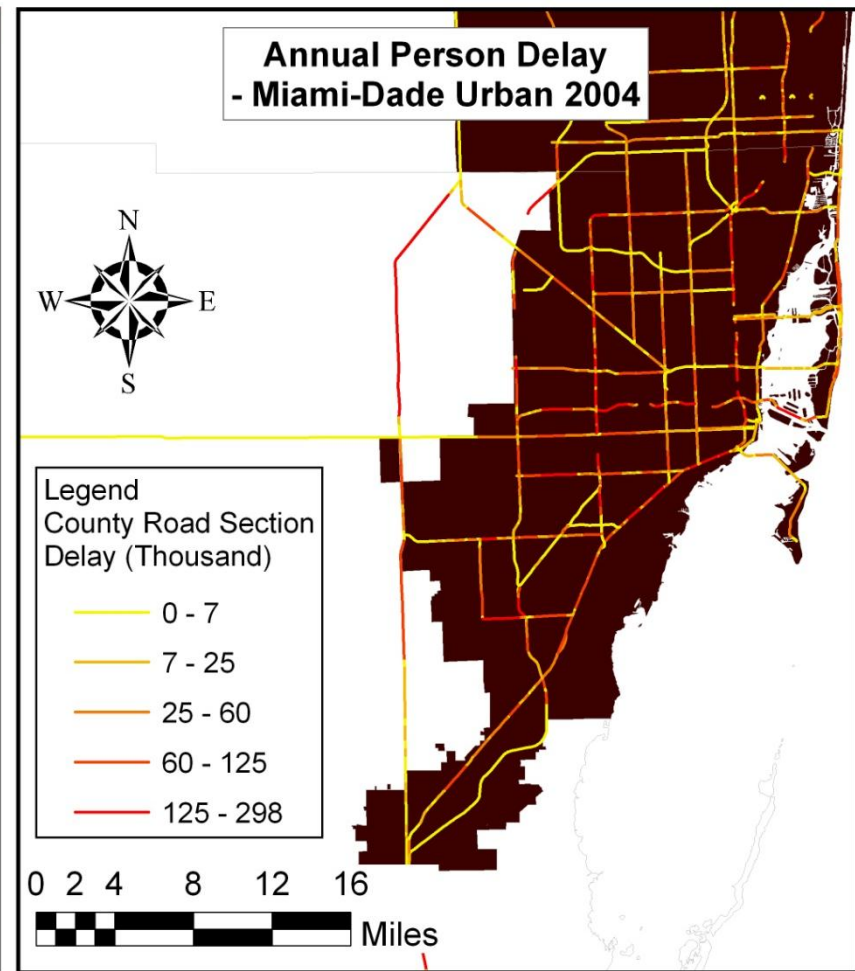 Annual Person Delay
- Miami-Dade Urban 2004
N
W
E
S
Legend
County Road Section
Delay (Thousand)
0 - 7
7 - 25
25 - 60
60 - 125
125 - 298
0 2 4 8 12 16
Miles